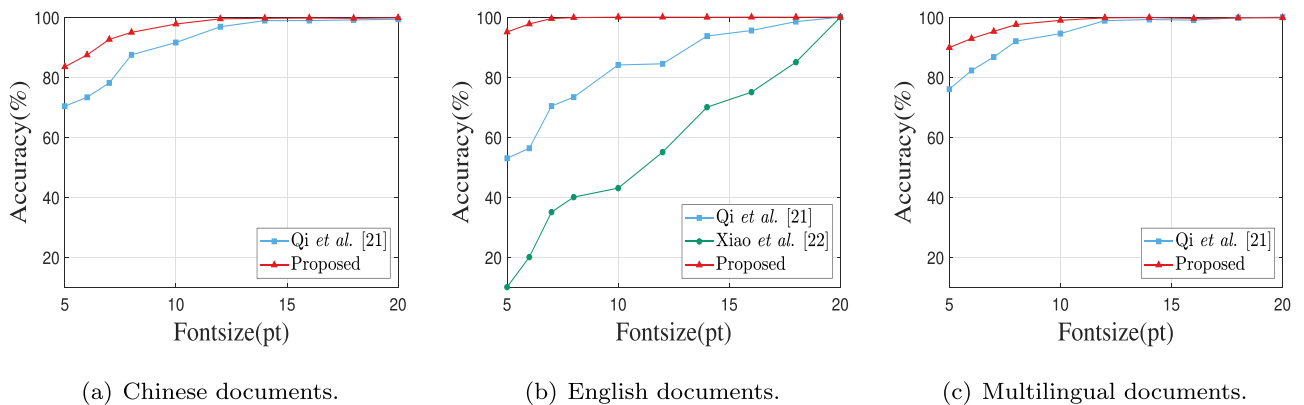 100
80
60
40
20
Accuracy(%)
5
10
15
20
Fontsize(pt)
Qi et al. [21]
Proposed
(a) Chinese documents.
100
80
60
40
20
Accuracy(%)
5
10
15
20
Fontsize(pt)
Qi et al. [21]
Xiao et al. [22]
Proposed
(b) English documents.
100
80
60
40
20
Accuracy(%)
5
10
15
20
Fontsize(pt)
Qi et al. [21]
Proposed
(c) Multilingual documents.